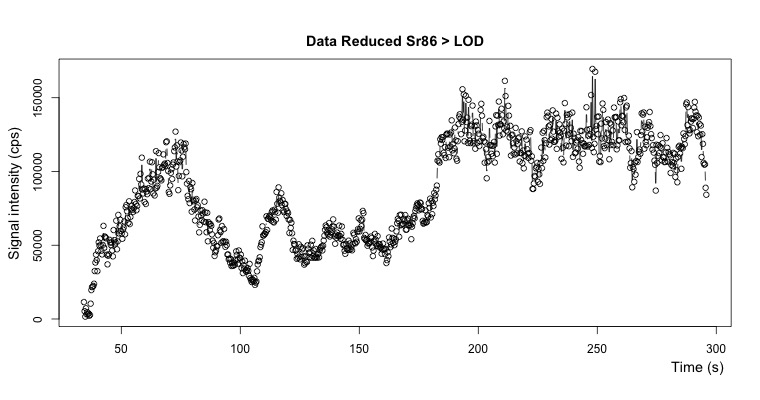 Data Reduced Sr86 > LOD
Signal intensity (cps)
150000
100000
50000
0
50 100 150 200 250 300
Time (s)